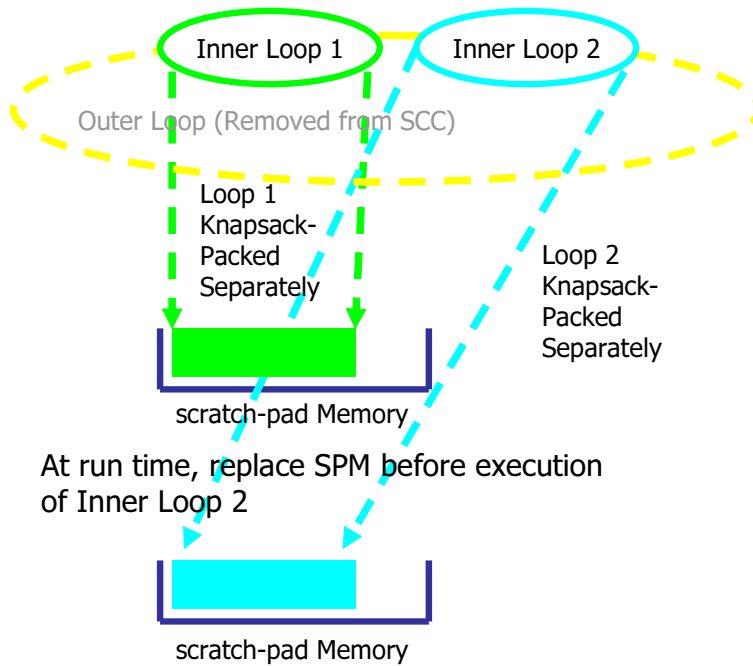 Inner Loop 1
Inner Loop 2
Outer Loop (Removed from SCC)
Loop 1
Knapsack-
Packed
Separately
Loop 2
Knapsack-
Packed
Separately
scratch-pad Memory
At run time, replace SPM before execution
of Inner Loop 2
scratch-pad Memory